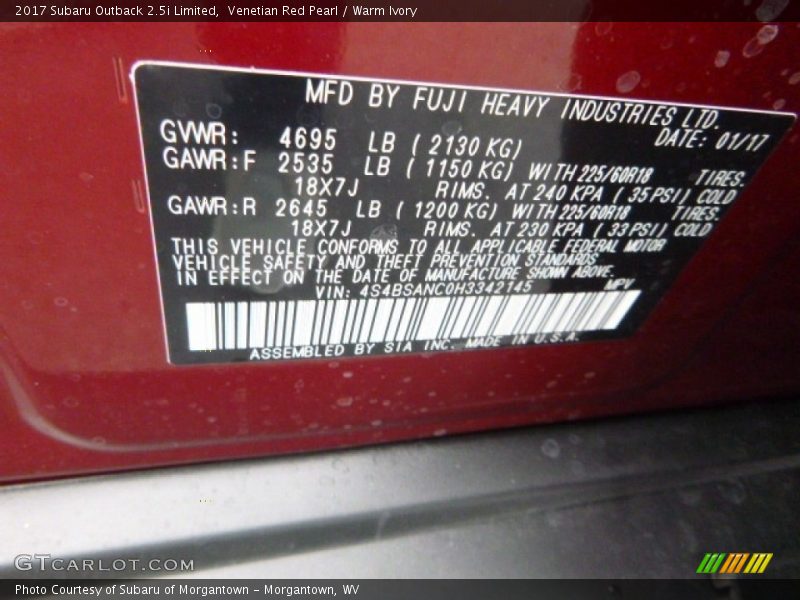 2017 Subaru Outback 2.5i Limited,  Venetian Red Pearl / Warm Ivory
MFD BY FUJI HEAVY INDUSTRIES LTD.
GVWR: 4695 LB (2130 KG) DATE: 01/17
GAWR:F 2535 LB (1150 KG) WITH 225/60R18 TIRES.
18X7J RIMS. AT 240 KPA (35PSI) COLD
GAWR:R 2645 LB (1200 KG) WITH 225/60R18 TIRES.
18X7J RIMS. AT 230 KPA (33PSI) COLD
THIS VEHICLE CONFORMS TO ALL APPLICABLE FEDERAL MOTOR
VEHICLE SAFETY AND THEFT PREVENTION STANDARDS
IN EFFECT ON THE DATE OF MANUFACTURE SHOWN ABOVE.
VIN: 4S4BSANC0H3342145 MPV
ASSEMBLED BY SIA INC. MADE IN U.S.A.
GTCARLOT.COM
Photo Courtesy of Subaru of Morgantown - Morgantown, WV